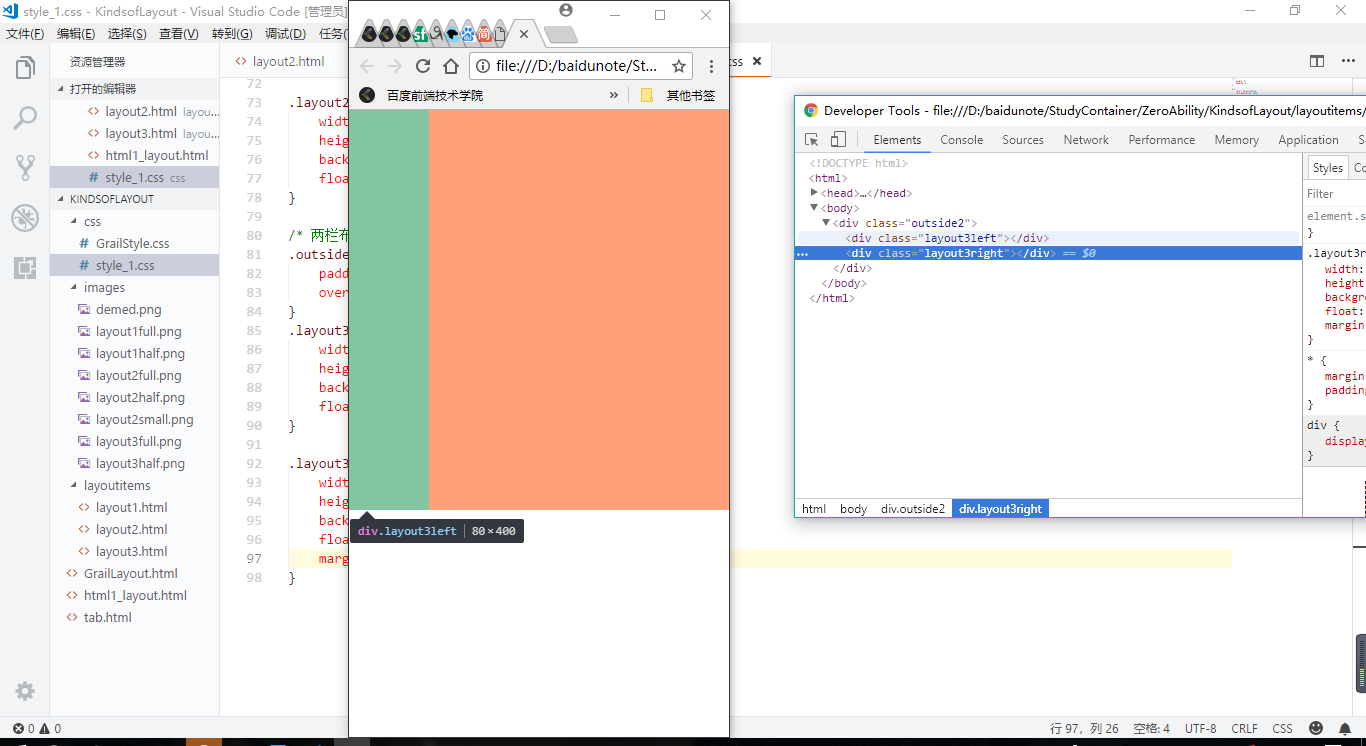 style_1.css - KindsofLayout - Visual Studio Code [管理员]
文件(F) 编辑(E) 选择(S) 查看(V) 转到(G) 调试(D) 任务(
资源管理器
打开的编辑器
layout2.html layou...
layout3.html layou...
html1_layout.html
style_1.css css
KINDSOFLAYOUT
css
GrailStyle.css
style_1.css
images
demed.png
layout1full.png
layout1half.png
layout2full.png
layout2half.png
layout2small.png
layout3full.png
layout3half.png
layoutitems
layout1.html
layout2.html
layout3.html
GrailLayout.html
html1_layout.html
tab.html
layout2.html
css
72
73 .layout2
74 widt
75 heig
76 back
77 floa
78 }
79
80 /* 两栏布
81 .outside
82 padd
83 over
84 }
85 .layout3
86 widt
87 heig
88 back
89 floa
90 }
91
92 .layout3
93 widt
94 heig
95 back
96 floa
97 marg
98 }
sf
简
file:///D:/baidunote/St...
百度前端技术学院 » 其他书签
div.layout3left 80×400
Developer Tools - file:///D:/baidunote/StudyContainer/ZeroAbility/KindsofLayout/layoutitems/
Elements Console Sources Network Performance Memory Application S
<!DOCTYPE html>
<html>
<head>…</head>
<body>
<div class="outside2">
<div class="layout3left"></div>
<div class="layout3right"></div> == $0
</div>
</body>
</html>
html body div.outside2 div.layout3right
Styles Co
Filter
element.s
}
.layout3r
width:
height
backgr
float:
margin
}
* {
margin
padding
}
div {
display
}
0 0
行 97，列 26 空格: 4 UTF-8 CRLF CSS